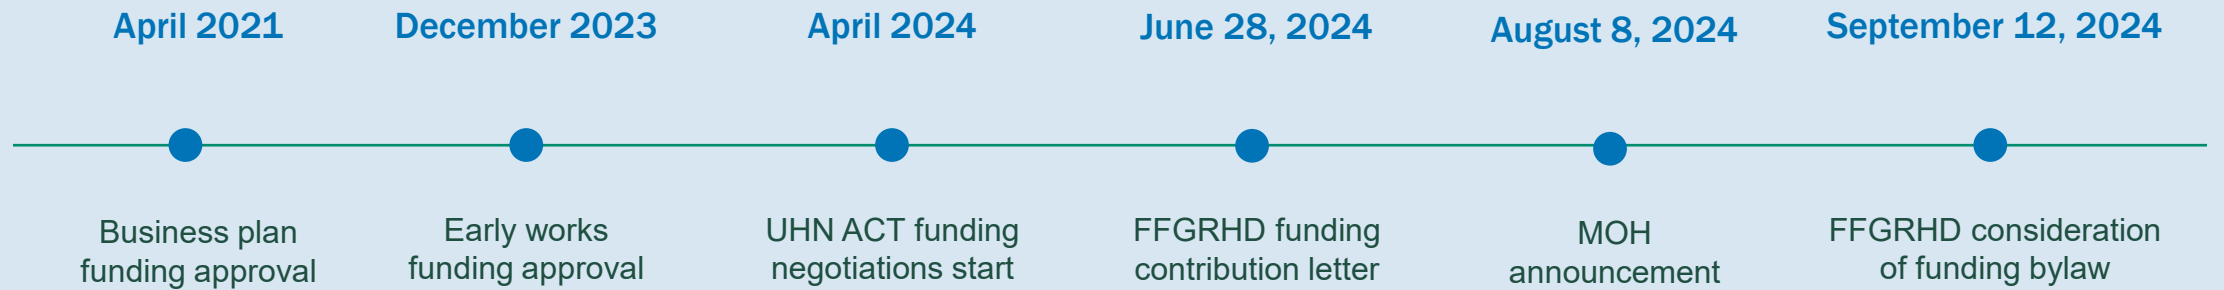 April 2021
December 2023
April 2024
June 28, 2024
August 8, 2024
September 12, 2024
Business plan
funding approval
Early works
funding approval
UHN ACT funding
negotiations start
FFGRHD funding
contribution letter
MOH
announcement
FFGRHD consideration
of funding bylaw